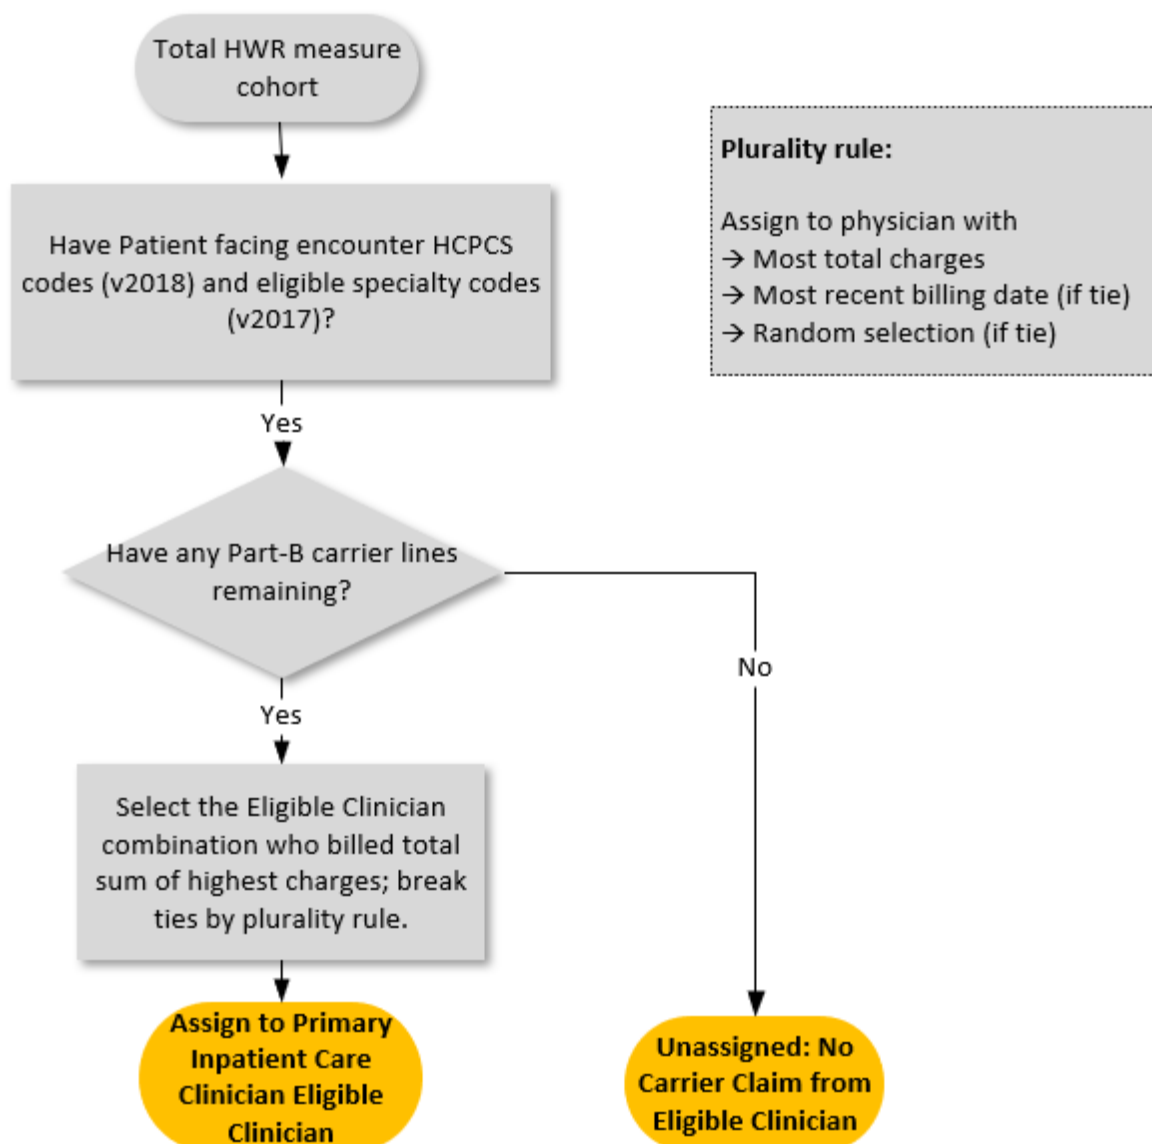 Total HWR measure
cohort
Plurality rule:
Assign to physician with
→ Most total charges
→ Most recent billing date (if tie)
→ Random selection (if tie)
Have Patient facing encounter HCPCS
codes (v2018) and eligible specialty codes
(v2017)?
Yes
Have any Part-B carrier lines
remaining?
No
Yes
Select the Eligible Clinician
combination who billed total
sum of highest charges; break
ties by plurality rule.
Assign to Primary
Inpatient Care
Clinician Eligible
Clinician
Unassigned: No
Carrier Claim from
Eligible Clinician